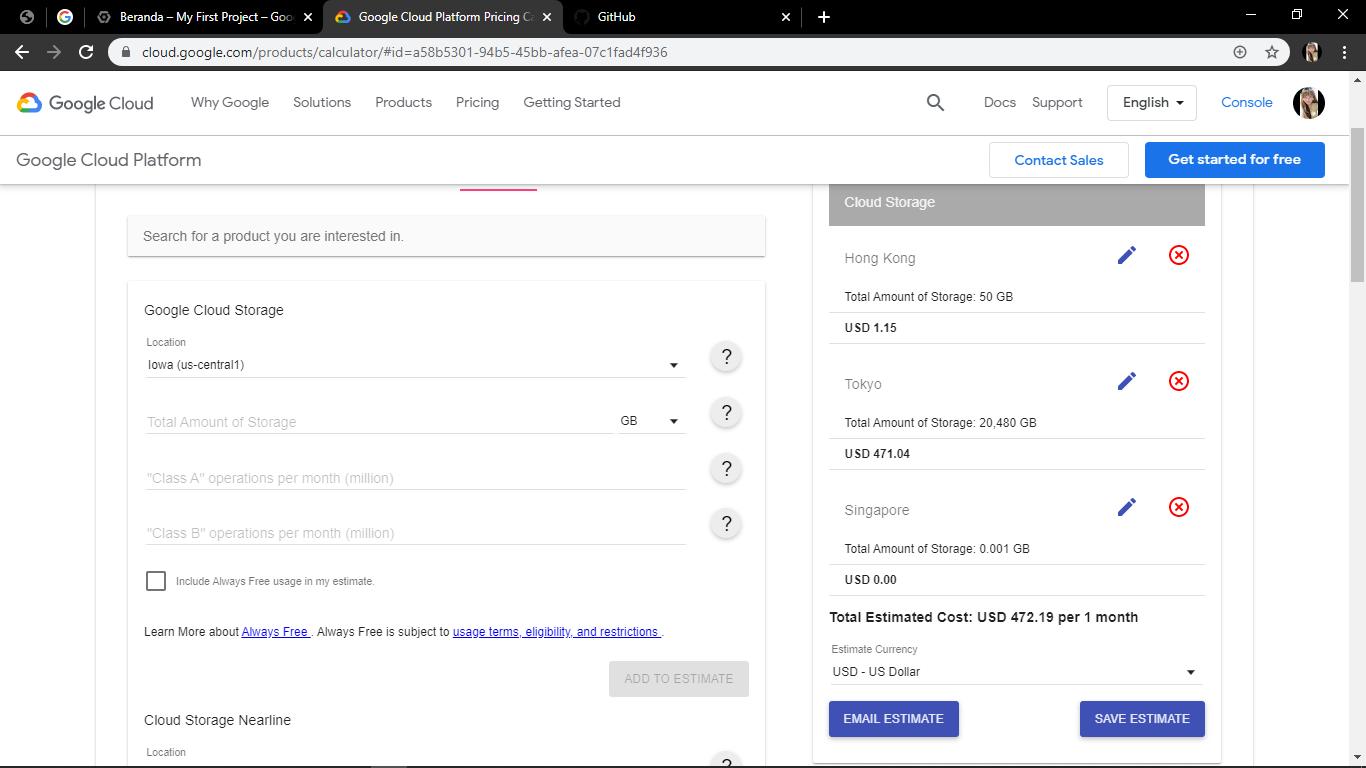 Beranda – My First Project – Goo
Google Cloud Platform Pricing Ca
GitHub
cloud.google.com/products/calculator/#id=a58b5301-94b5-45bb-afea-07c1fad4f936
Google Cloud
Why Google
Solutions
Products
Pricing
Getting Started
Docs
Support
English
Console
Google Cloud Platform
Contact Sales
Get started for free
Search for a product you are interested in.
Google Cloud Storage
Location
Iowa (us-central1)
?
Total Amount of Storage
GB
?
"Class A" operations per month (million)
?
"Class B" operations per month (million)
?
Include Always Free usage in my estimate.
Learn More about Always Free . Always Free is subject to usage terms, eligibility, and restrictions .
ADD TO ESTIMATE
Cloud Storage Nearline
Location
?
Cloud Storage
Hong Kong
Total Amount of Storage: 50 GB
USD 1.15
Tokyo
Total Amount of Storage: 20,480 GB
USD 471.04
Singapore
Total Amount of Storage: 0.001 GB
USD 0.00
Total Estimated Cost: USD 472.19 per 1 month
Estimate Currency
USD - US Dollar
EMAIL ESTIMATE
SAVE ESTIMATE